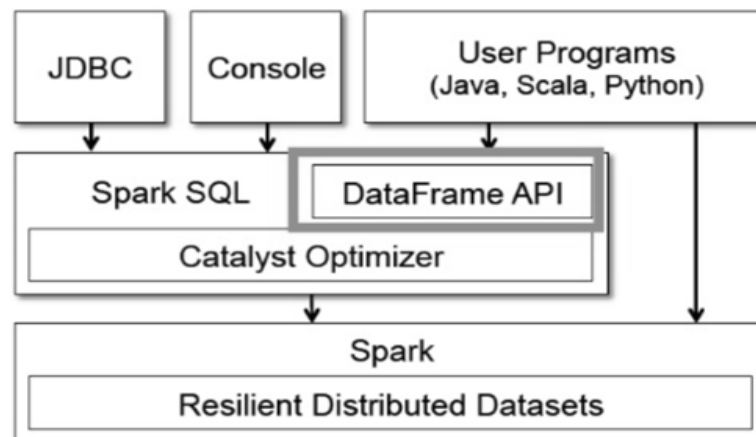 JDBC
Console
User Programs
(Java, Scala, Python)
Spark SQL
DataFrame API
Catalyst Optimizer
Spark
Resilient Distributed Datasets